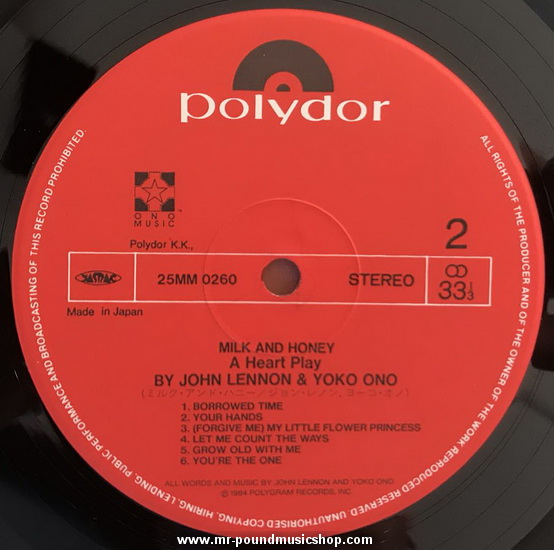 polydor
ONO
MUSIC
2
Polydor K.K.,
JASRAC
25MM 0260
STEREO
33 1/3
Made in Japan
MILK AND HONEY
A Heart Play
BY JOHN LENNON & YOKO ONO
(ミルク・アンド・ハニー/ジョン・レノン、ヨーコ・オノ)
1. BORROWED TIME
2. YOUR HANDS
3. (FORGIVE ME) MY LITTLE FLOWER PRINCESS
4. LET ME COUNT THE WAYS
5. GROW OLD WITH ME
6. YOU'RE THE ONE
ALL WORDS AND MUSIC BY JOHN LENNON AND YOKO ONO
℗1984 POLYGRAM RECORDS, INC.
ALL RIGHTS OF THE PRODUCER AND OF THE OWNER OF THE WORK REPRODUCED RESERVED. UNAUTHORISED COPYING, HIRING, LENDING, PUBLIC PERFORMANCE AND BROADCASTING OF THIS RECORD PROHIBITED.
www.mr-poundmusicshop.com